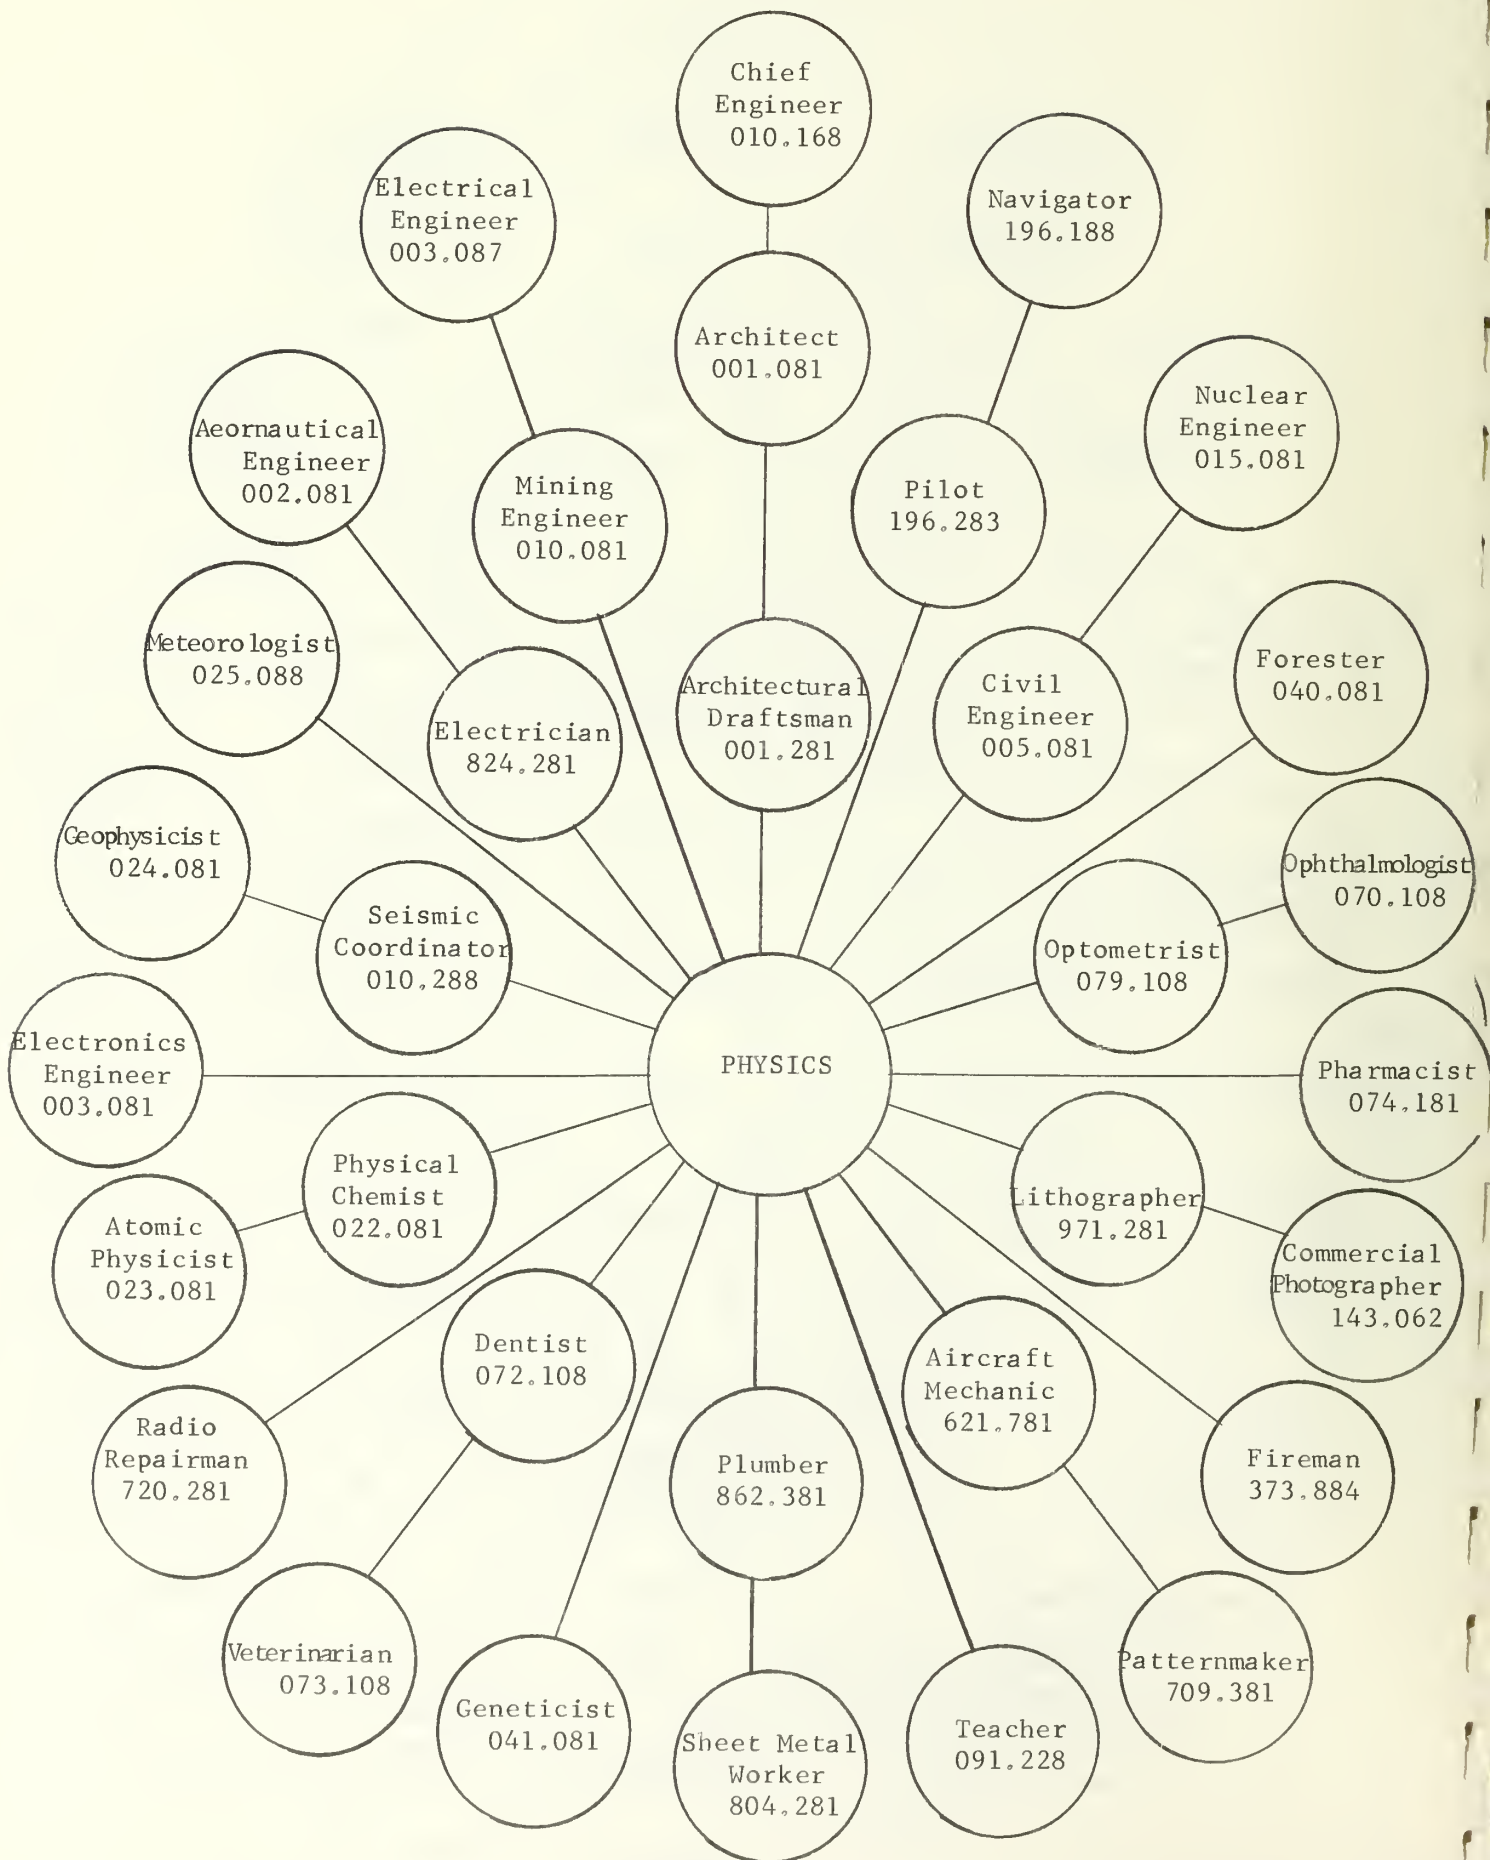 Chief
Engineer
010.168
Electrical
Engineer
003.087
Navigator
196.188
Architect
001.081
Aeornautical
Engineer
002.081
Nuclear
Engineer
015.081
Mining
Engineer
010.081
Pilot
196.283
Meteorologist
025.088
Electrician
824.281
Architectural
Draftsman
001.281
Civil
Engineer
005.081
Forester
040.081
Geophysicist
024.081
Seismic
Coordinator
010.288
Optometrist
079.108
Ophthalmologist
070.108
Electronics
Engineer
003.081
PHYSICS
Pharmacist
074.181
Physical
Chemist
022.081
Lithographer
971.281
Atomic
Physicist
023.081
Commercial
Photographer
143.062
Dentist
072.108
Aircraft
Mechanic
621.781
Radio
Repairman
720.281
Plumber
862.381
Fireman
373.884
Veterinarian
073.108
Geneticist
041.081
Sheet Metal
Worker
804.281
Teacher
091.228
Patternmaker
709.381